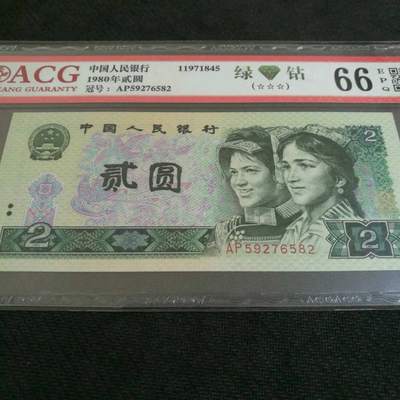 ACG
ANG GUARANTY
中国人民银行 11971845
1980年贰圆
冠号：AP59276582
绿 钻
(☆☆☆)
66 EPQ
中国人民银行
2
贰圆
AP59276582
2
2